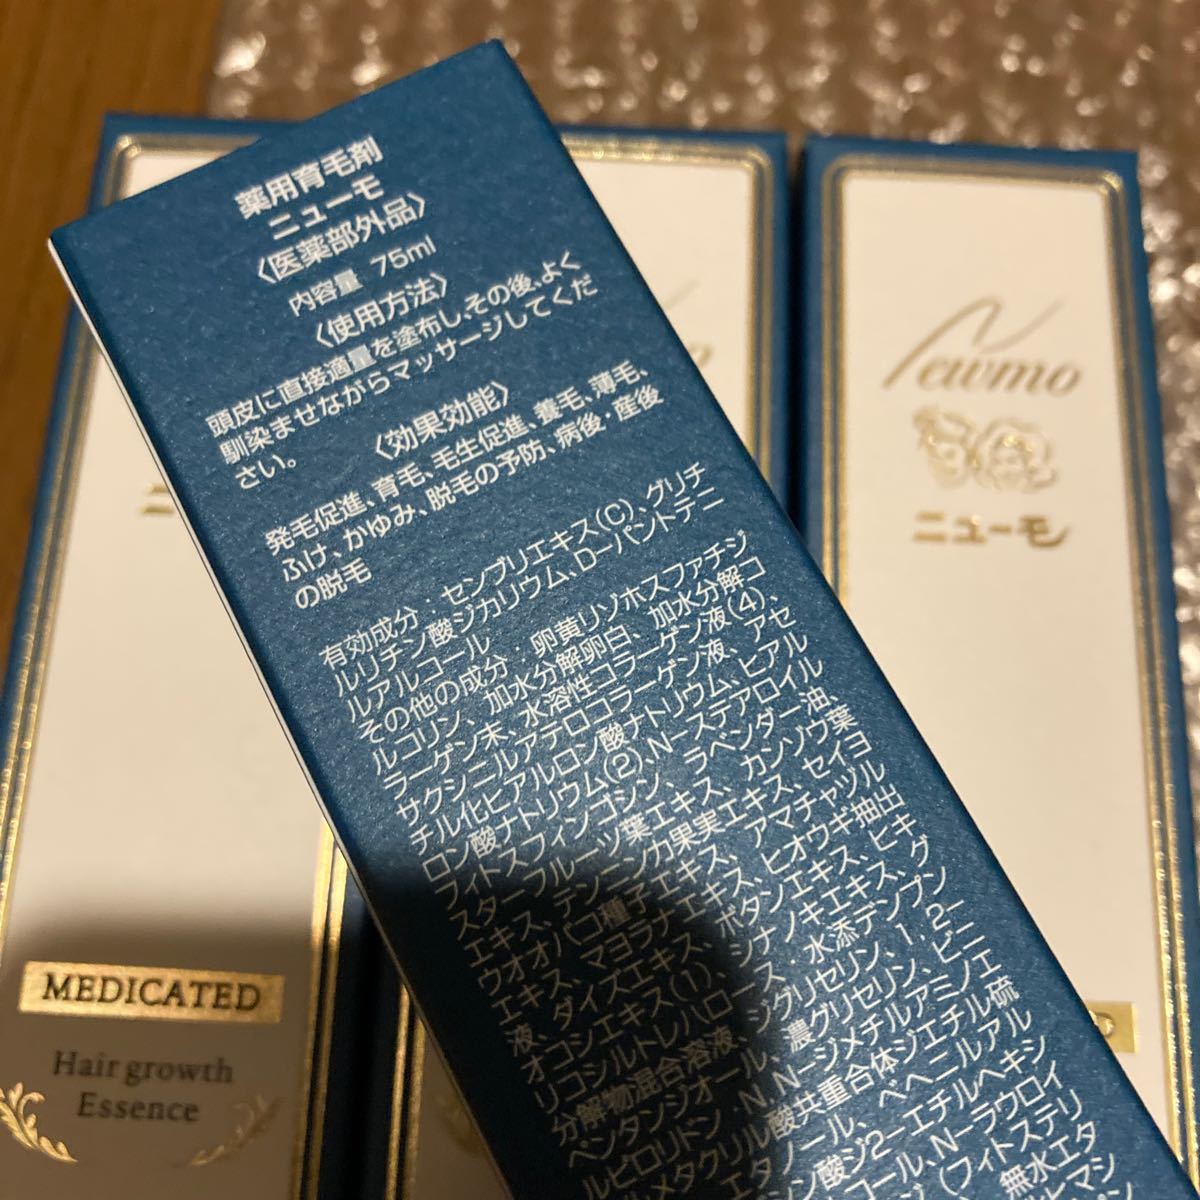 薬用育毛剤
ニューモ
〈医薬部外品〉
内容量 75ml
〈使用方法〉
頭皮に直接適量を塗布し、その後、よく
馴染ませながらマッサージしてくだ
さい。
〈効果効能〉
発毛促進、育毛、毛生促進、養毛、薄毛、
ふけ、かゆみ、脱毛の予防、病後・産後
の脱毛
有効成分：センブリエキス(C)、グリチ
ルリチン酸ジカリウム、D-パントテニ
ルアルコール
その他の成分：卵黄リゾホスファチジ
ルコリン、加水分解卵白、加水分解コ
ラーゲン末、水溶性コラーゲン液(4)、
サクシニルアテロコラーゲン液、アセ
チル化ヒアルロン酸ナトリウム、ヒアル
ロン酸ナトリウム(2)、N-ステアロイル
フィトスフィンゴシン、ラベンダー油、
スターフルーツ葉エキス、カンゾウ葉
エキス、デシーカ果実エキス、セイヨ
ウオオバコ種子エキス、アマチャヅル
エキス、マヨラナエキス、ヒオウギ抽出
液、ダイズエキス、ボタンエキス、ヒキ
オコシエキス(1)、シナノキエキス、グ
リコシルトレハロース・水添デンプン
分解物混合溶液、ジグリセリン、1,2-
ペンタンジオール、濃グリセリン、ビニ
ルピロリドン・N,N-ジメチルアミノエ
ルメタクリル酸共重合体ジエチル硫
エタノール、ベヘニルアル
ン酸ジ2-エチルヘキシ
コール、N-ラウロイ
(フィトステリ
無水エタ
ヒマシ
Newmo
ニューモ
MEDICATED
Hair growth
Essence